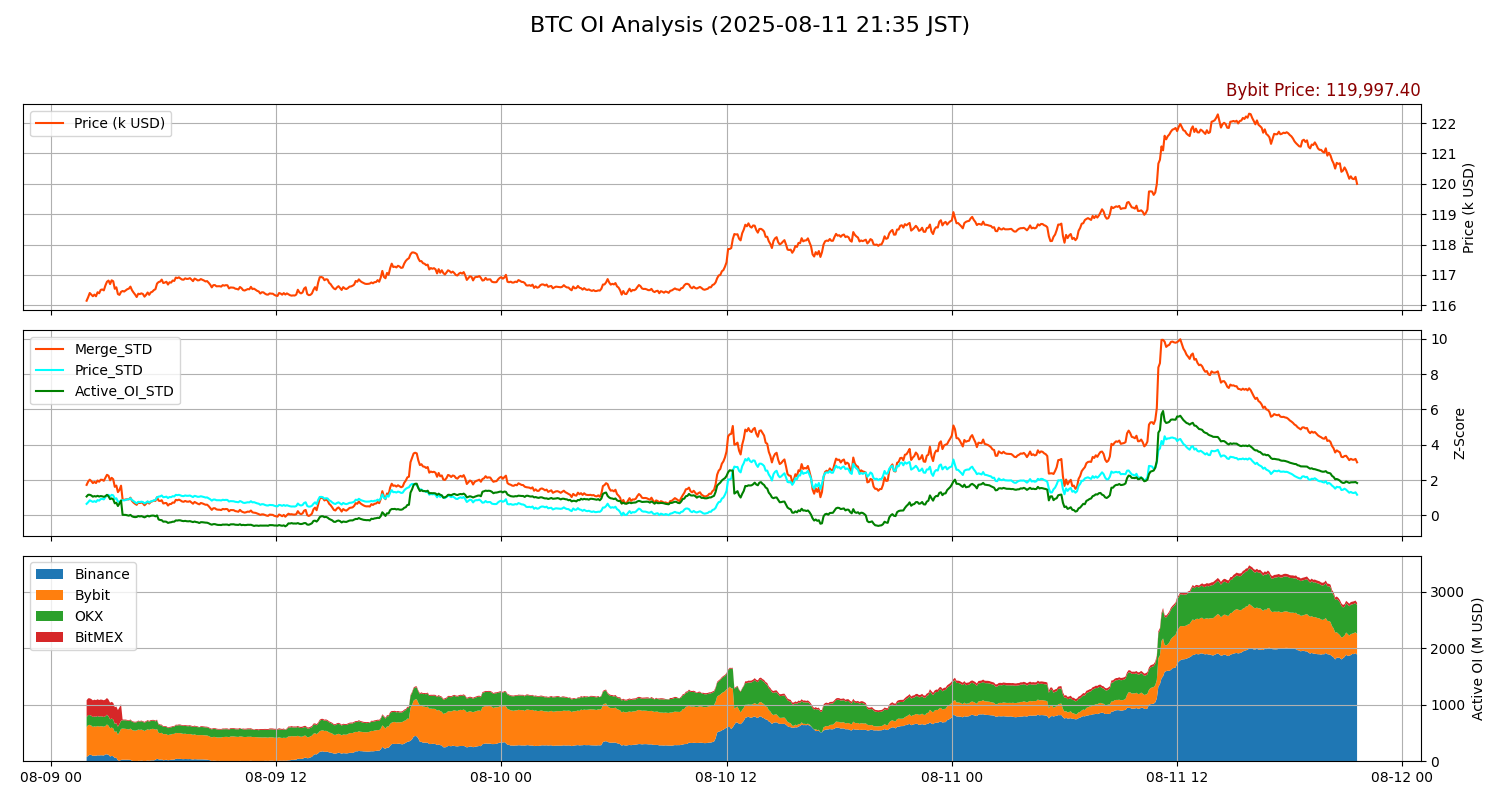 BTC OI Analysis (2025-08-11 21:35 JST)
Bybit Price: 119,997.40
Price (k USD)
122
121
120
119
118
117
116
Price (k USD)
Merge_STD
Price_STD
Active_OI_STD
10
8
6
4
2
0
Z-Score
Binance
Bybit
OKX
BitMEX
3000
2000
1000
0
Active OI (M USD)
08-09 00
08-09 12
08-10 00
08-10 12
08-11 00
08-11 12
08-12 00